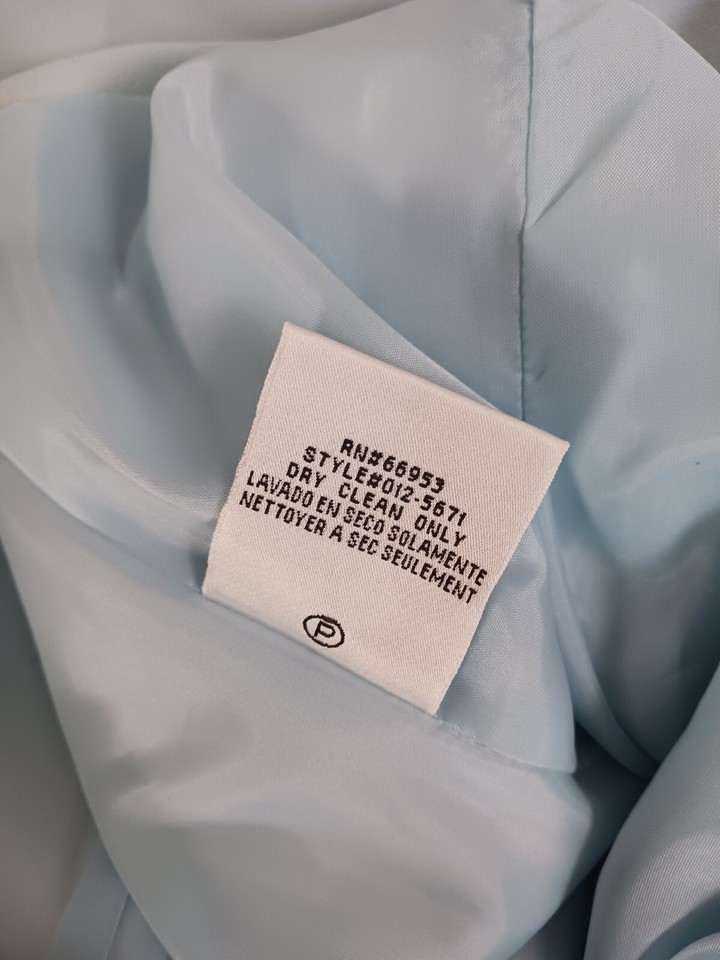 RN#66953
STYLE#012-5671
DRY CLEAN ONLY
LAVADO EN SECO SOLAMENTE
NETTOYER A SEC SEULEMENT
P